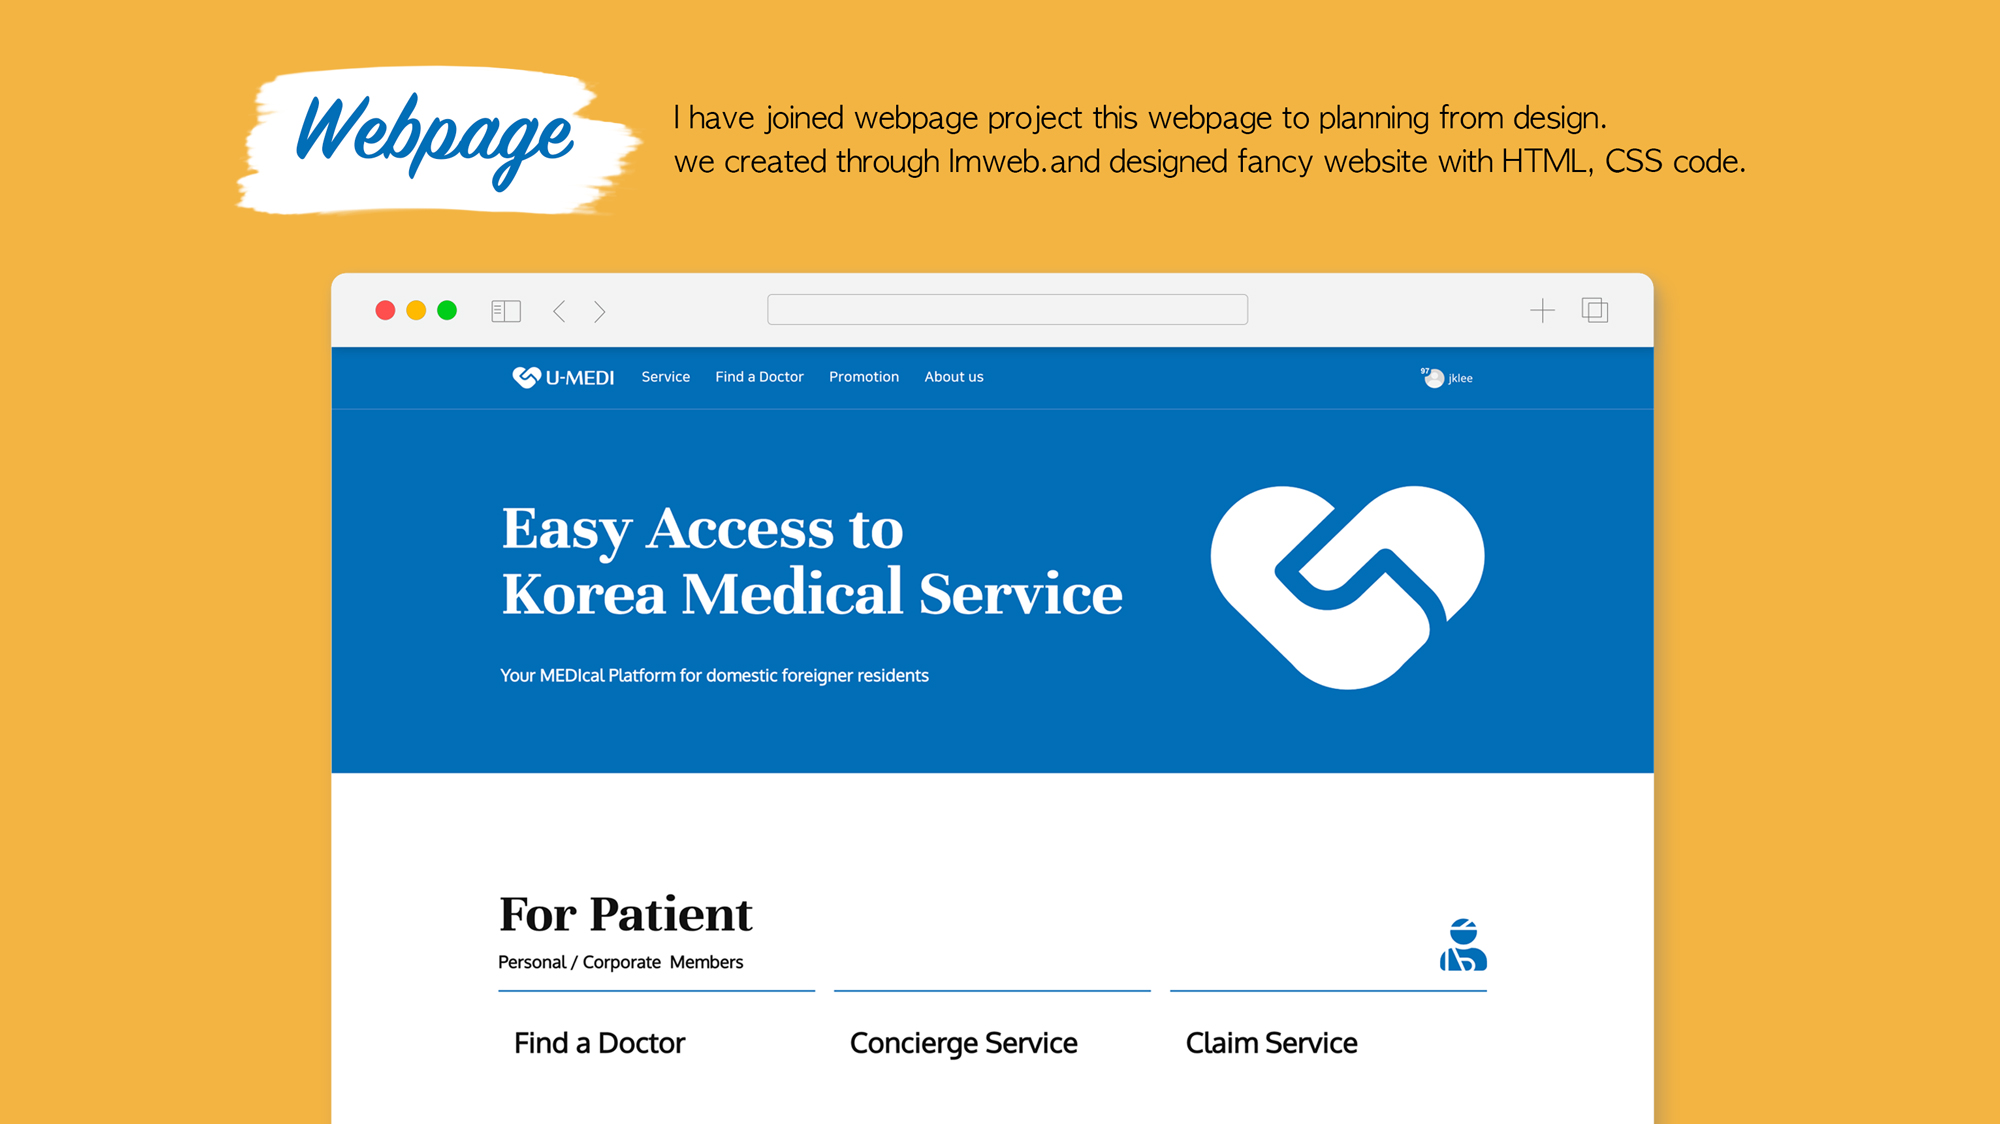 Webpage
I have joined webpage project this webpage to planning from design.
we created through Imweb.and designed fancy website with HTML, CSS code.
U-MEDI Service Find a Doctor Promotion About us 97 jklee
Easy Access to
Korea Medical Service
Your MEDIcal Platform for domestic foreigner residents
For Patient
Personal / Corporate Members
Find a Doctor Concierge Service Claim Service